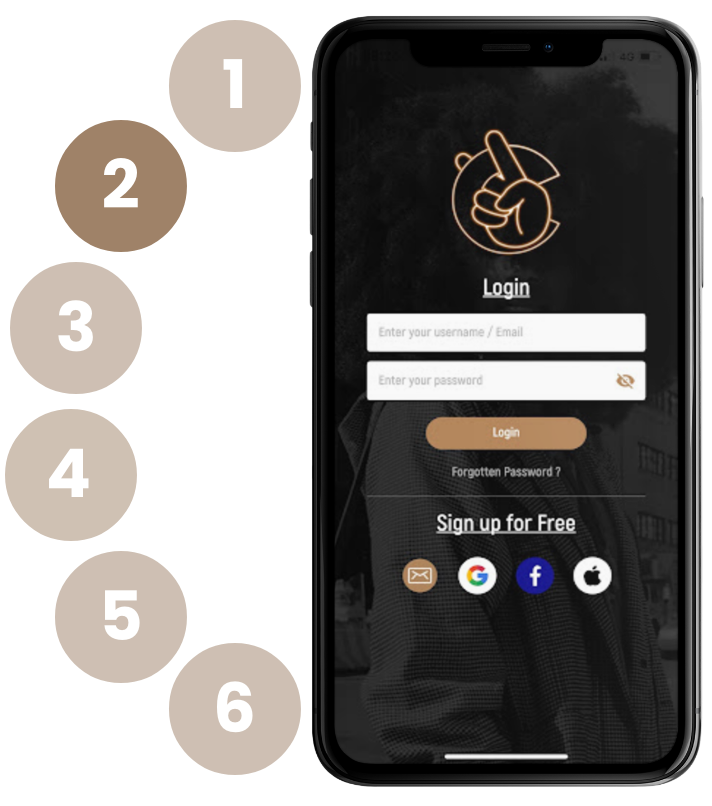 1
2
3
4
5
6
4G
Login
Enter your username / Email
Enter your password
Login
Forgotten Password ?
Sign up for Free
G
f